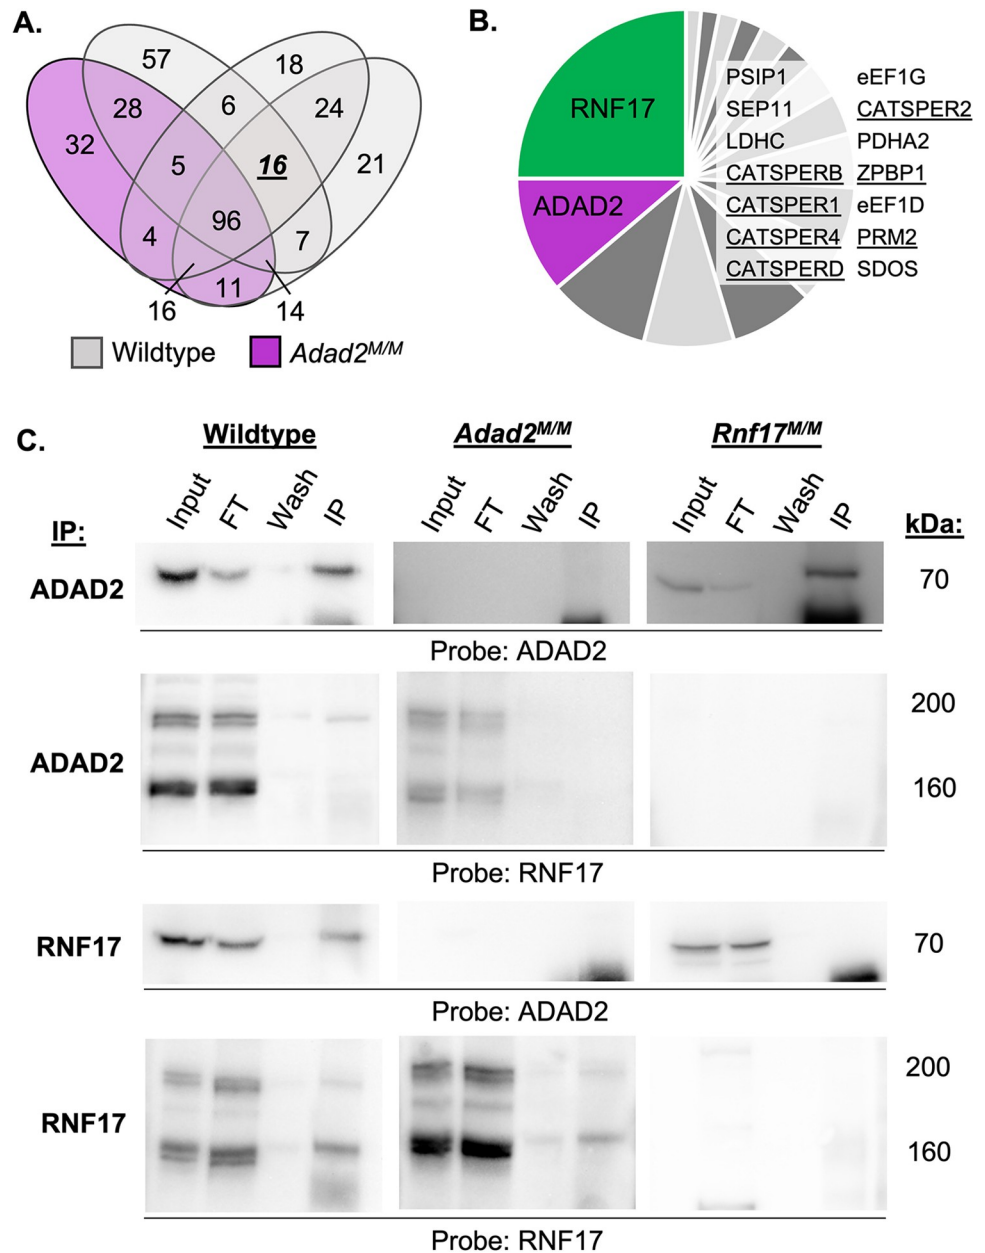 A.
57
18
28
6
24
32
5
16
21
4
96
7
11
16
14
Wildtype
Adad2M/M
B.
RNF17
ADAD2
PSIP1 eEF1G
SEP11 CATSPER2
LDHC PDHA2
CATSPERB ZPBP1
CATSPER1 eEF1D
CATSPER4 PRM2
CATSPERD SDOS
C.
Wildtype Adad2M/M Rnf17M/M
Input FT Wash IP Input FT Wash IP Input FT Wash IP
IP: kDa:
ADAD2 70
Probe: ADAD2
200
ADAD2
160
Probe: RNF17
RNF17 70
Probe: ADAD2
200
RNF17
160
Probe: RNF17